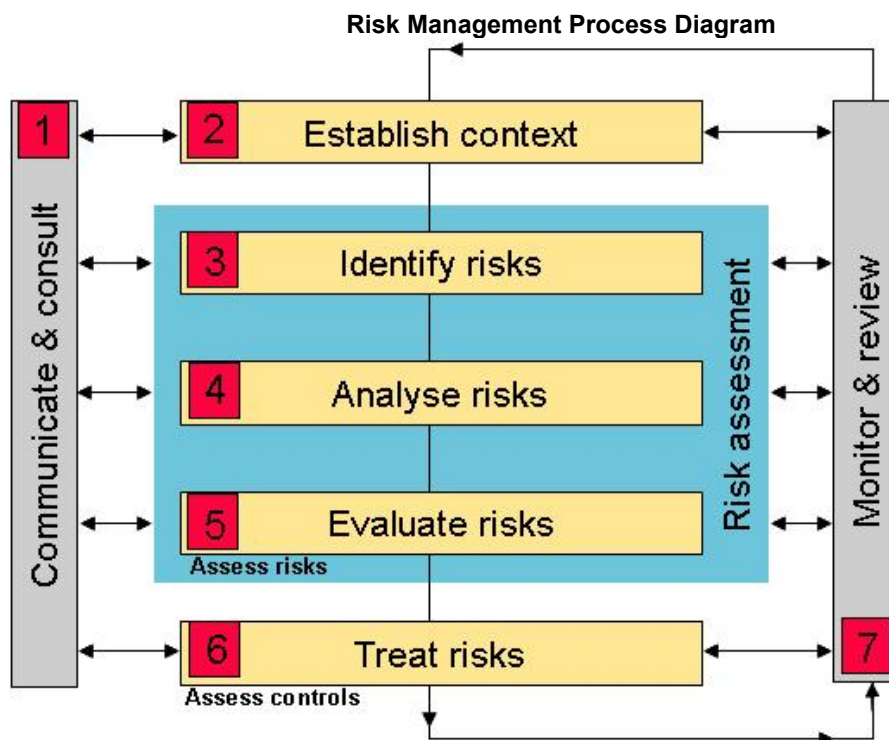 Risk Management Process Diagram
1
Communicate & consult
2
Establish context
3
Identify risks
4
Analyse risks
5
Evaluate risks
Assess risks
Risk assessment
6
Treat risks
Assess controls
Monitor & review
7